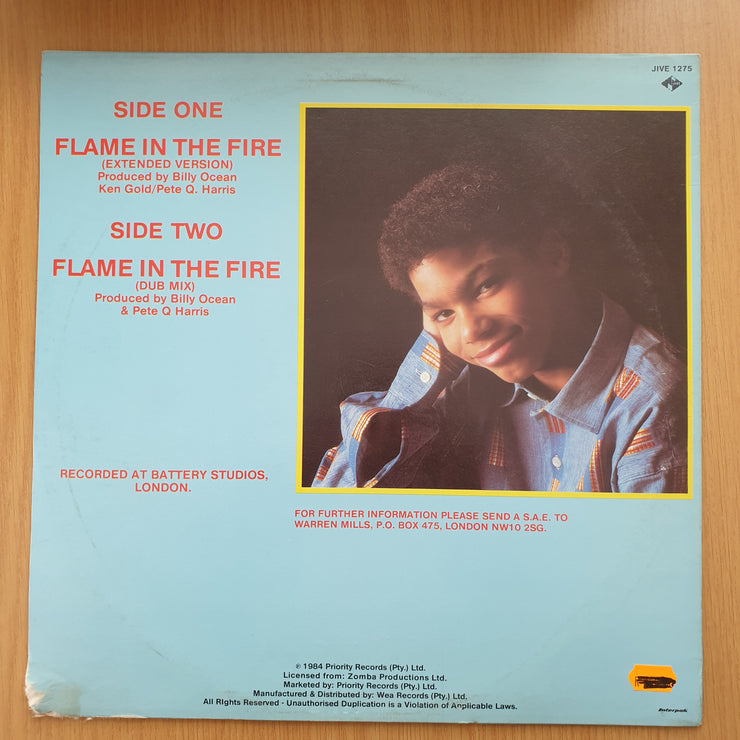 JIVE 1275
SIDE ONE
FLAME IN THE FIRE
(EXTENDED VERSION)
Produced by Billy Ocean
Ken Gold/Pete Q. Harris
SIDE TWO
FLAME IN THE FIRE
(DUB MIX)
Produced by Billy Ocean
& Pete Q Harris
RECORDED AT BATTERY STUDIOS,
LONDON.
FOR FURTHER INFORMATION PLEASE SEND A S.A.E. TO
WARREN MILLS, P.O. BOX 475, LONDON NW10 2SG.
℗ 1984 Priority Records (Pty.) Ltd.
Licensed from: Zomba Productions Ltd.
Marketed by: Priority Records (Pty.) Ltd.
Manufactured & Distributed by: Wea Records (Pty.) Ltd.
All Rights Reserved - Unauthorised Duplication is a Violation of Applicable Laws.
Interpak